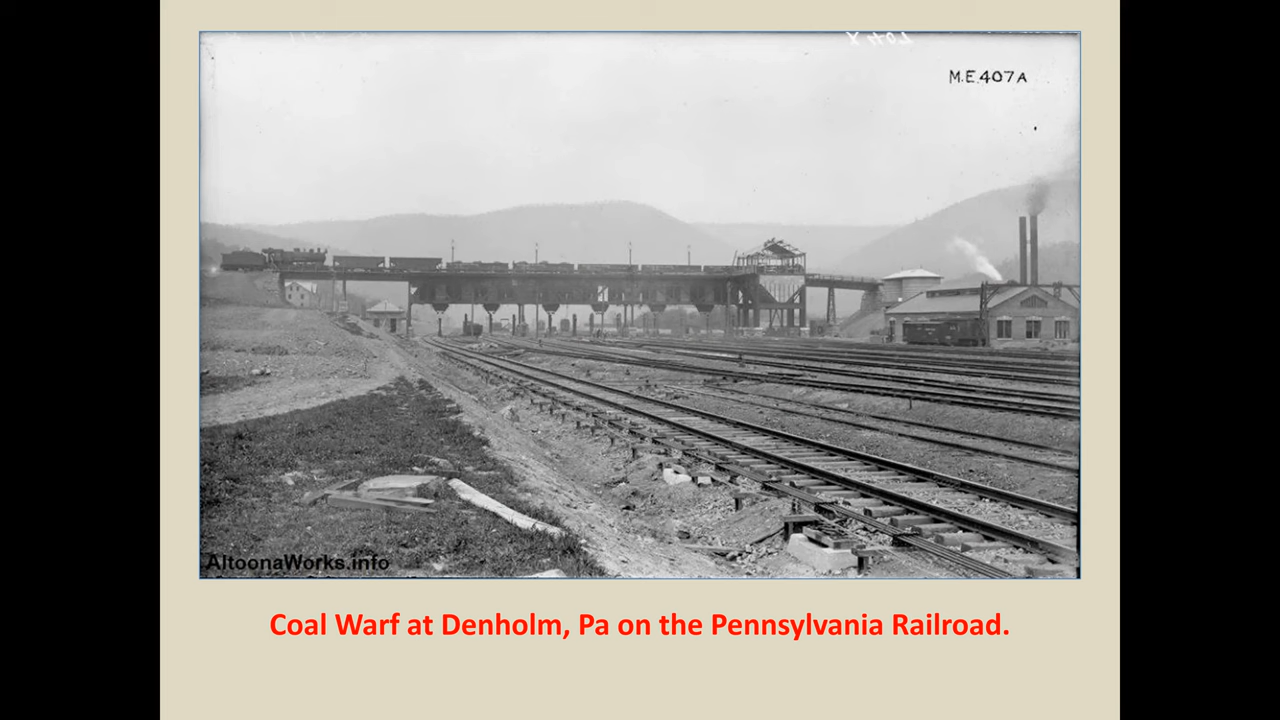 M.E.407A
AltoonaWorks.info
Coal Warf at Denholm, Pa on the Pennsylvania Railroad.